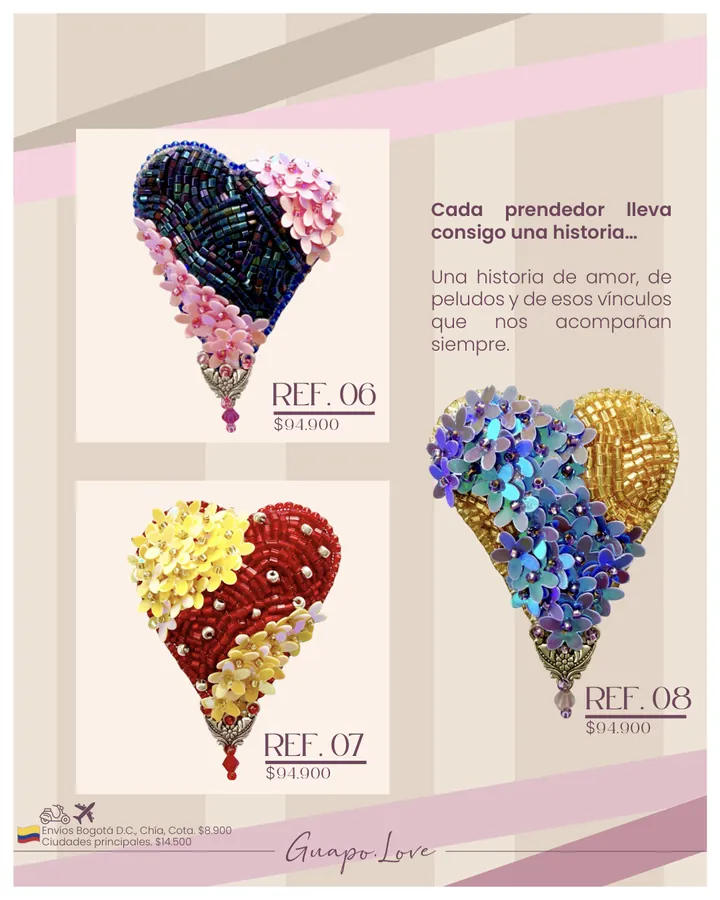 Cada prendedor lleva
consigo una historia...
Una historia de amor, de
peludos y de esos vínculos
que nos acompañan
siempre.
REF. 06
$94.900
REF. 07
$94.900
REF. 08
$94.900
Envíos Bogotá D.C., Chía, Cota. $8.900
Ciudades principales. $14.500
Guapo.Love